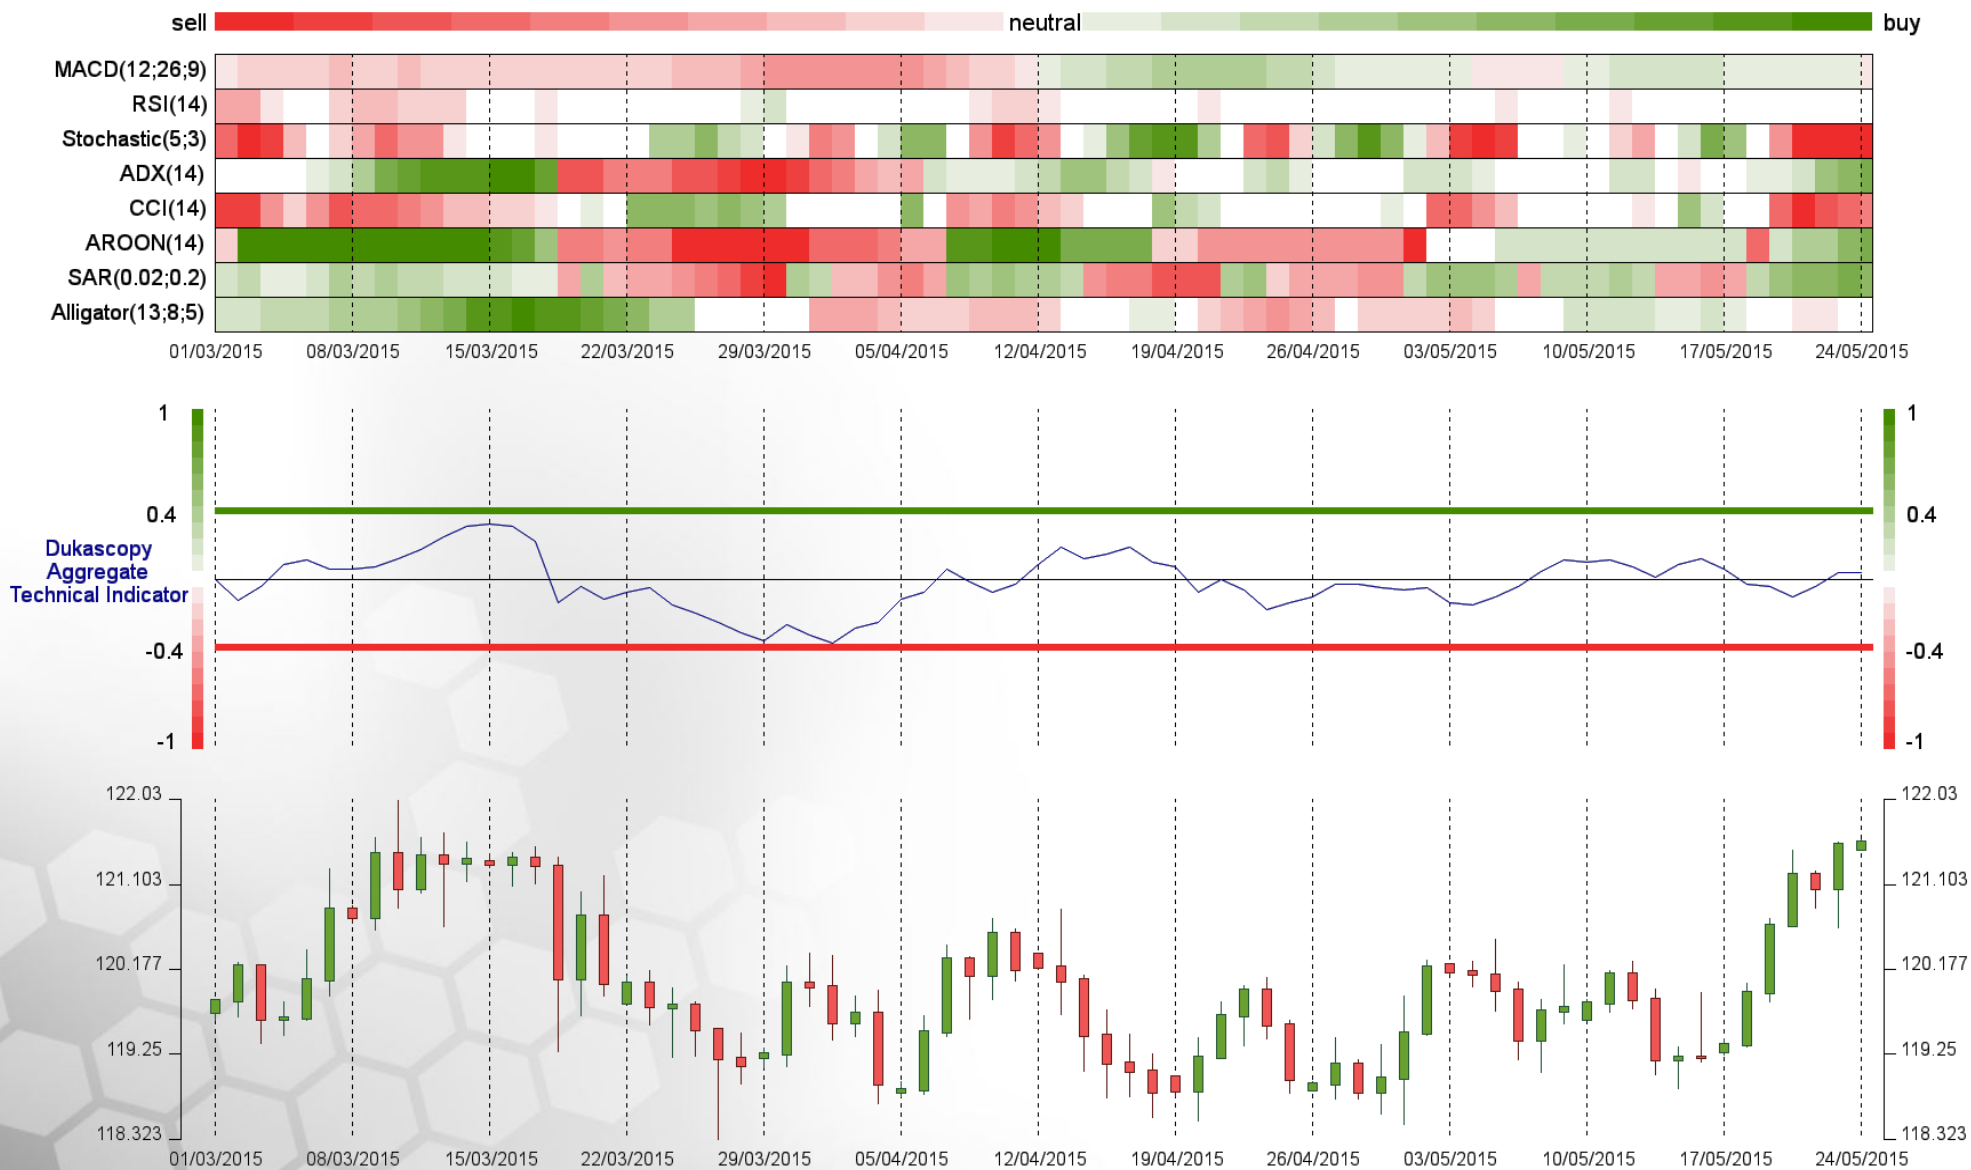 sell neutral buy
MACD(12;26;9)
RSI(14)
Stochastic(5;3)
ADX(14)
CCI(14)
AROON(14)
SAR(0.02;0.2)
Alligator(13;8;5)
01/03/2015 08/03/2015 15/03/2015 22/03/2015 29/03/2015 05/04/2015 12/04/2015 19/04/2015 26/04/2015 03/05/2015 10/05/2015 17/05/2015 24/05/2015
1 1
0.4 0.4
Dukascopy
Aggregate
Technical Indicator
-0.4 -0.4
-1 -1
122.03 122.03
121.103 121.103
120.177 120.177
119.25 119.25
118.323 118.323
01/03/2015 08/03/2015 15/03/2015 22/03/2015 29/03/2015 05/04/2015 12/04/2015 19/04/2015 26/04/2015 03/05/2015 10/05/2015 17/05/2015 24/05/2015